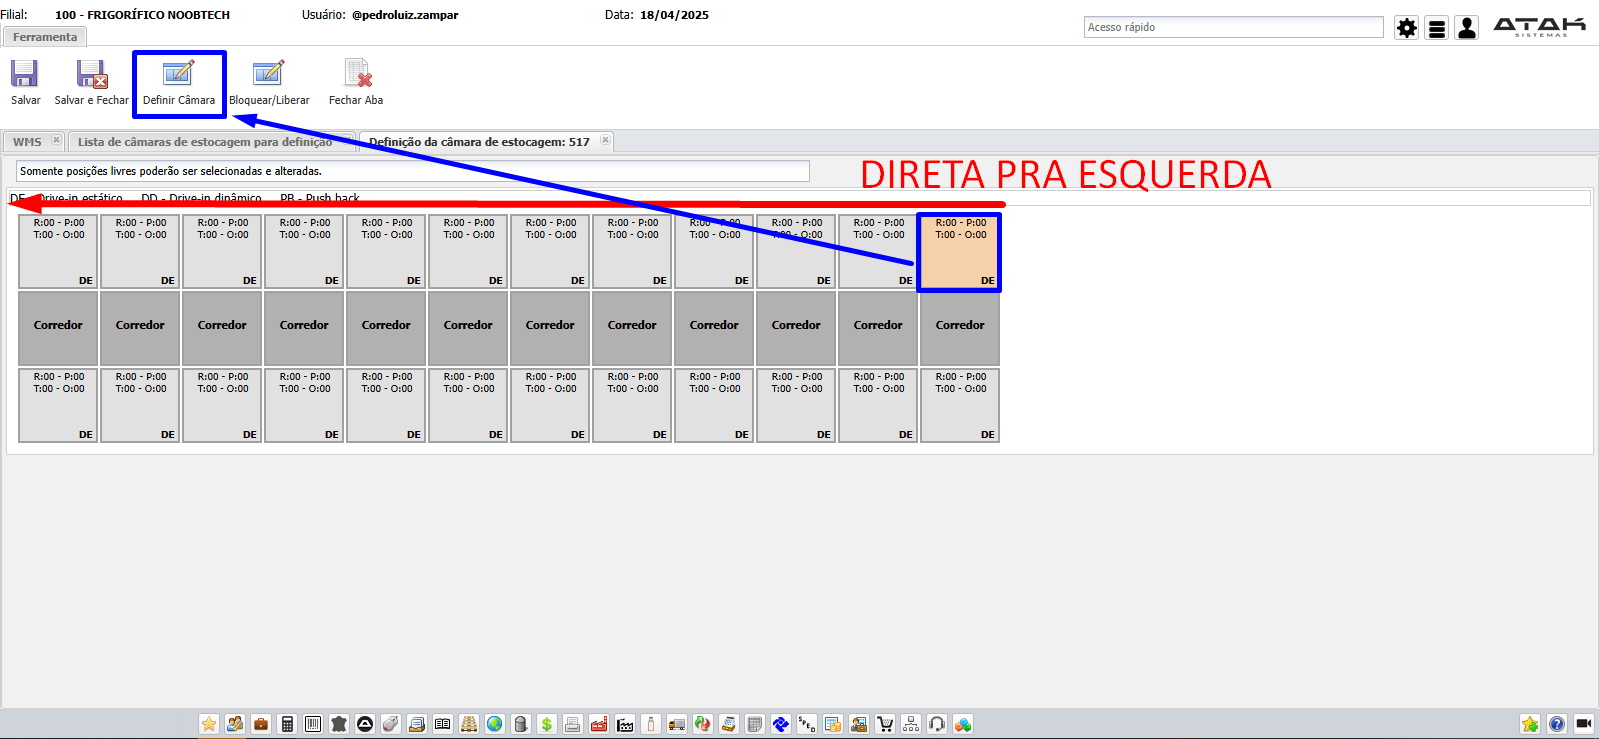 Filial: 100 - FRIGORÍFICO NOOBTECH Usuário: @pedroluiz.zampar Data: 18/04/2025
Acesso rápido
ATAK
SISTEMAS
Ferramenta
Salvar Salvar e Fechar Definir Câmara Bloquear/Liberar Fechar Aba
WMS Lista de câmaras de estocagem para definição Definição da câmara de estocagem: 517
Somente posições livres poderão ser selecionadas e alteradas.
DIRETA PRA ESQUERDA
DE - Drive-in estático DD - Drive-in dinâmico PB - Push back
R:00 - P:00 R:00 - P:00 R:00 - P:00 R:00 - P:00 R:00 - P:00 R:00 - P:00 R:00 - P:00 R:00 - P:00 R:00 - P:00 R:00 - P:00 R:00 - P:00 R:00 - P:00
T:00 - O:00 T:00 - O:00 T:00 - O:00 T:00 - O:00 T:00 - O:00 T:00 - O:00 T:00 - O:00 T:00 - O:00 T:00 - O:00 T:00 - O:00 T:00 - O:00 T:00 - O:00
DE DE DE DE DE DE DE DE DE DE DE DE
Corredor Corredor Corredor Corredor Corredor Corredor Corredor Corredor Corredor Corredor Corredor Corredor
R:00 - P:00 R:00 - P:00 R:00 - P:00 R:00 - P:00 R:00 - P:00 R:00 - P:00 R:00 - P:00 R:00 - P:00 R:00 - P:00 R:00 - P:00 R:00 - P:00 R:00 - P:00
T:00 - O:00 T:00 - O:00 T:00 - O:00 T:00 - O:00 T:00 - O:00 T:00 - O:00 T:00 - O:00 T:00 - O:00 T:00 - O:00 T:00 - O:00 T:00 - O:00 T:00 - O:00
DE DE DE DE DE DE DE DE DE DE DE DE
SPED